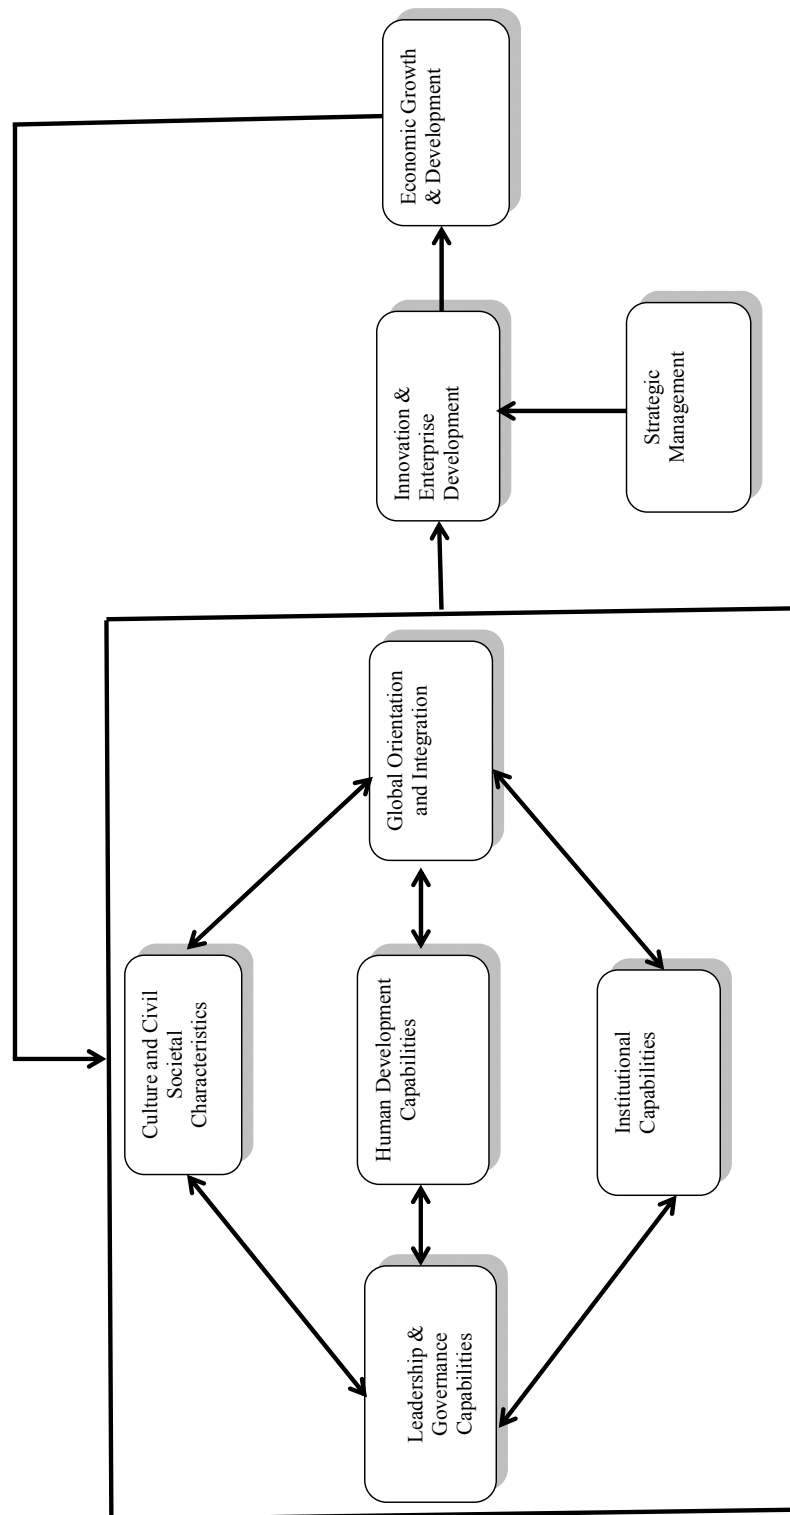 Leadership &
Governance
Capabilities
Culture and Civil
Societal
Characteristics
Human Development
Capabilities
Institutional
Capabilities
Global Orientation
and Integration
Innovation &
Enterprise
Development
Strategic
Management
Economic Growth
& Development